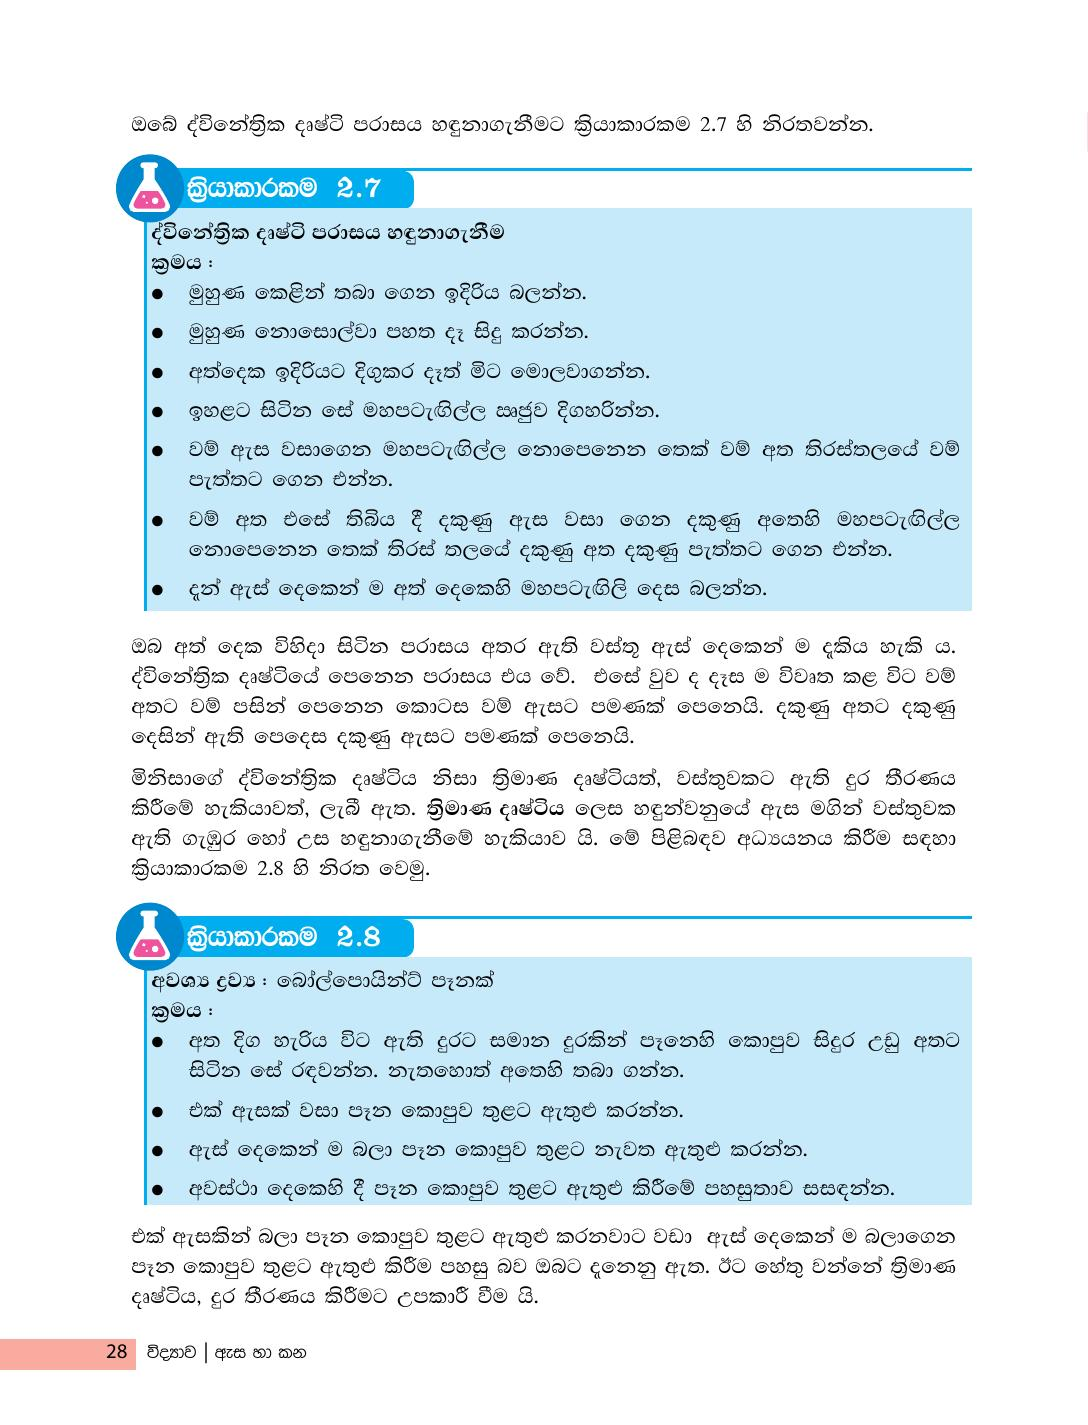 ඔබේ ද්විනේත්‍රික දෘෂ්ටි පරාසය හඳුනාගැනීමට ක්‍රියාකාරකම 2.7 හි නිරතවන්න.
ක්‍රියාකාරකම 2.7
ද්විනේත්‍රික දෘෂ්ටි පරාසය හඳුනාගැනීම
ක්‍රමය :
● මුහුණ කෙළින් තබා ගෙන ඉදිරිය බලන්න.
● මුහුණ නොසොල්වා පහත දෑ සිදු කරන්න.
● අත්දෙක ඉදිරියට දිගුකර දෑත් මිට මොලවාගන්න.
● ඉහළට සිටින සේ මහපටැඟිල්ල ඍජුව දිගහරින්න.
● වම් ඇස වසාගෙන මහපටැඟිල්ල නොපෙනෙන තෙක් වම් අත තිරස්තලයේ වම්
පැත්තට ගෙන එන්න.
● වම් අත එසේ තිබිය දී දකුණු ඇස වසා ගෙන දකුණු අතෙහි මහපටැඟිල්ල
නොපෙනෙන තෙක් තිරස් තලයේ දකුණු අත දකුණු පැත්තට ගෙන එන්න.
● දැන් ඇස් දෙකෙන් ම අත් දෙකෙහි මහපටැඟිලි දෙස බලන්න.
ඔබ අත් දෙක විහිදා සිටින පරාසය අතර ඇති වස්තු ඇස් දෙකෙන් ම දැකිය හැකි ය.
ද්විනේත්‍රික දෘෂ්ටියේ පෙනෙන පරාසය එය වේ. එසේ වුව ද දෑස ම විවෘත කළ විට වම්
අතට වම් පසින් පෙනෙන කොටස වම් ඇසට පමණක් පෙනෙයි. දකුණු අතට දකුණු
දෙසින් ඇති පෙදෙස දකුණු ඇසට පමණක් පෙනෙයි.
මිනිසාගේ ද්විනේත්‍රික දෘෂ්ටිය නිසා ත්‍රිමාණ දෘෂ්ටියත්, වස්තුවකට ඇති දුර තීරණය
කිරීමේ හැකියාවත්, ලැබී ඇත. ත්‍රිමාණ දෘෂ්ටිය ලෙස හඳුන්වනුයේ ඇස මගින් වස්තුවක
ඇති ගැඹුර හෝ උස හඳුනාගැනීමේ හැකියාව යි. මේ පිළිබඳව අධ්‍යයනය කිරීම සඳහා
ක්‍රියාකාරකම 2.8 හි නිරත වෙමු.
ක්‍රියාකාරකම 2.8
අවශ්‍ය ද්‍රව්‍ය : බෝල්පොයින්ට් පෑනක්
ක්‍රමය :
● අත දිග හැරිය විට ඇති දුරට සමාන දුරකින් පෑනෙහි කොපුව සිදුර උඩු අතට
සිටින සේ රඳවන්න. නැතහොත් අතෙහි තබා ගන්න.
● එක් ඇසක් වසා පෑන කොපුව තුළට ඇතුළු කරන්න.
● ඇස් දෙකෙන් ම බලා පෑන කොපුව තුළට නැවත ඇතුළු කරන්න.
● අවස්ථා දෙකෙහි දී පෑන කොපුව තුළට ඇතුළු කිරීමේ පහසුතාව සසඳන්න.
එක් ඇසකින් බලා පෑන කොපුව තුළට ඇතුළු කරනවාට වඩා ඇස් දෙකෙන් ම බලාගෙන
පෑන කොපුව තුළට ඇතුළු කිරීම පහසු බව ඔබට දැනෙනු ඇත. ඊට හේතු වන්නේ ත්‍රිමාණ
දෘෂ්ටිය, දුර තීරණය කිරීමට උපකාරී වීම යි.
28 විද්‍යාව | ඇස හා කන